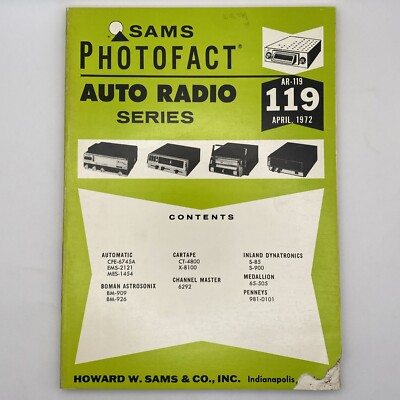 SAMS
PHOTOFACT®
AUTO RADIO
SERIES
AR-119
119
APRIL, 1972
CONTENTS
AUTOMATIC
CPE-6745A
EMS-2121
MES-1454
BOMAN ASTROSONIX
BM-909
BM-926
CARTAPE
CT-4800
X-8100
CHANNEL MASTER
6292
INLAND DYNATRONICS
S-85
S-900
MEDALLION
65-505
PENNEYS
981-0101
HOWARD W. SAMS & CO., INC. Indianapolis